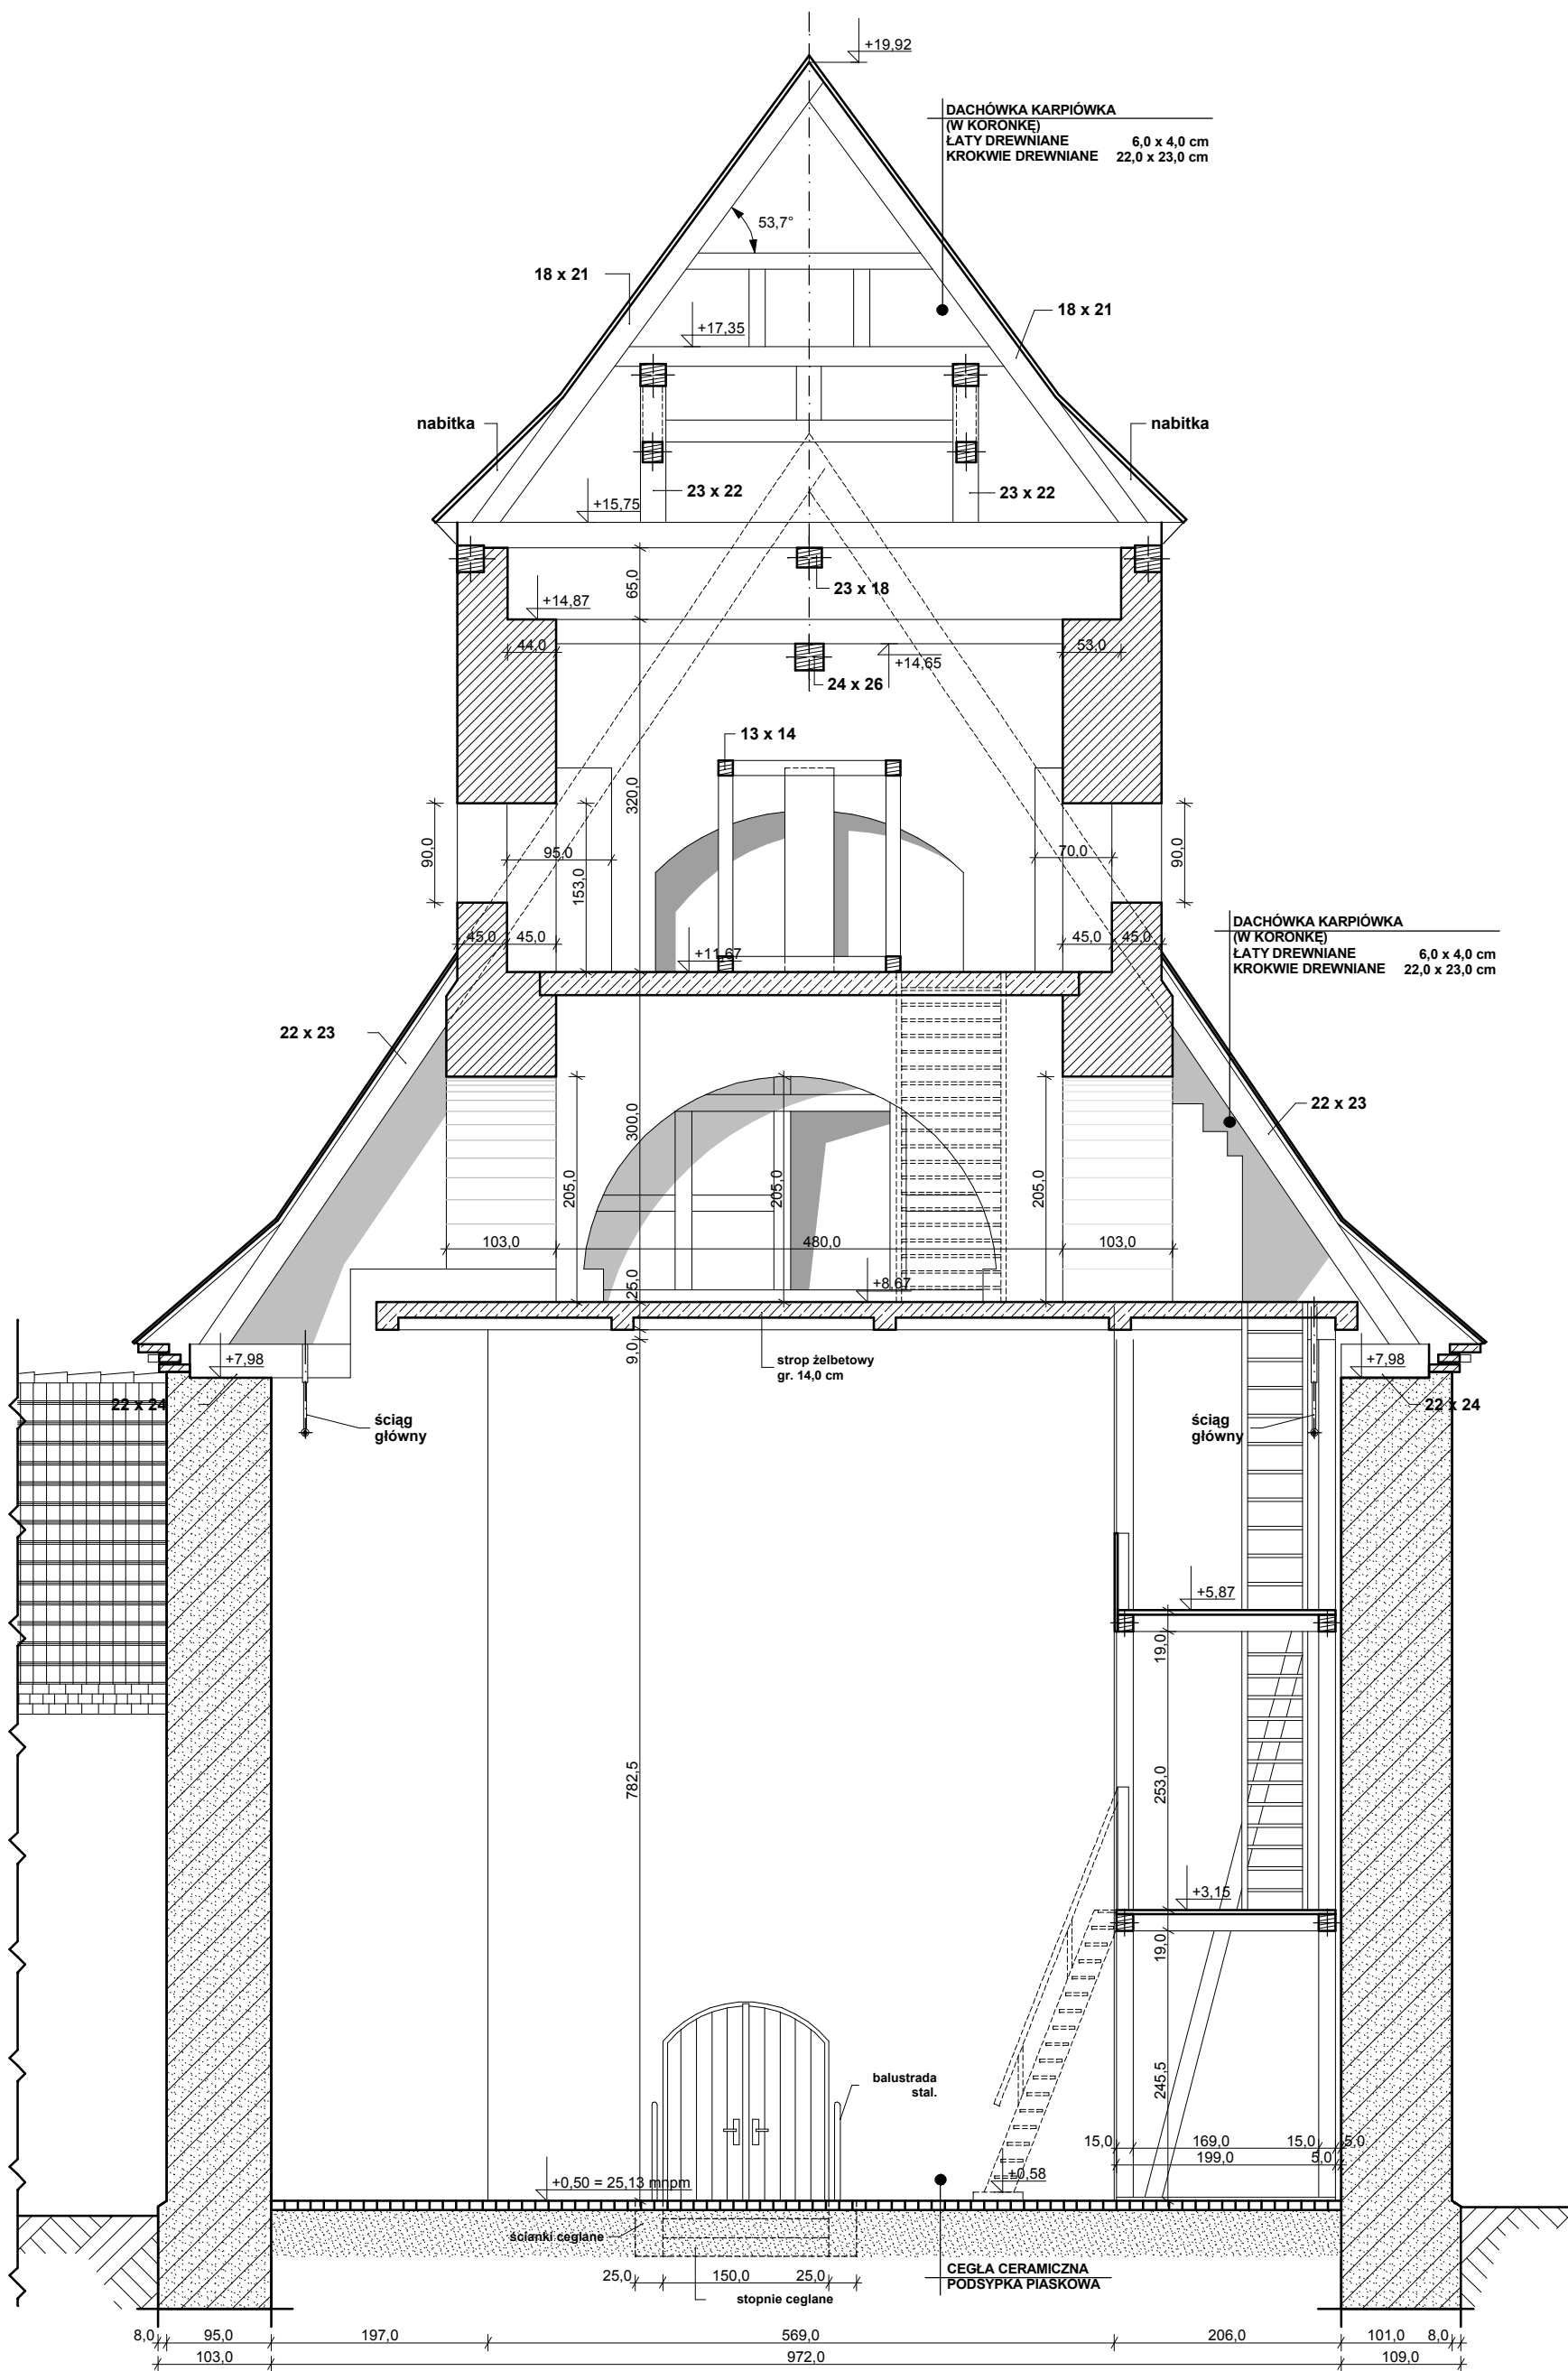 +19,92
DACHÓWKA KARPIÓWKA
(W KORONKĘ)
ŁATY DREWNIANE 6,0 x 4,0 cm
KROKWIE DREWNIANE 22,0 x 23,0 cm
53,7°
18 x 21
18 x 21
+17,35
nabitka
nabitka
23 x 22
23 x 22
+15,75
65,0
23 x 18
+14,87
44,0
53,0
+14,65
24 x 26
13 x 14
320,0
90,0
95,0
153,0
70,0
90,0
DACHÓWKA KARPIÓWKA
(W KORONKĘ)
ŁATY DREWNIANE 6,0 x 4,0 cm
KROKWIE DREWNIANE 22,0 x 23,0 cm
45,0
45,0
45,0
45,0
+11,67
22 x 23
22 x 23
300,0
205,0
205,0
205,0
103,0
480,0
103,0
25,0
+8,67
9,0
strop żelbetowy
gr. 14,0 cm
+7,98
+7,98
22 x 24
22 x 24
ściąg
główny
ściąg
główny
+5,87
19,0
782,5
253,0
+3,15
19,0
245,5
balustrada
stal.
15,0
169,0
15,0
5,0
199,0
5,0
+0,50 = 25,13 mnpm
+0,58
ścianki ceglane
CEGŁA CERAMICZNA
PODSYPKA PIASKOWA
25,0
150,0
25,0
stopnie ceglane
8,0
95,0
197,0
569,0
206,0
101,0
8,0
103,0
972,0
109,0